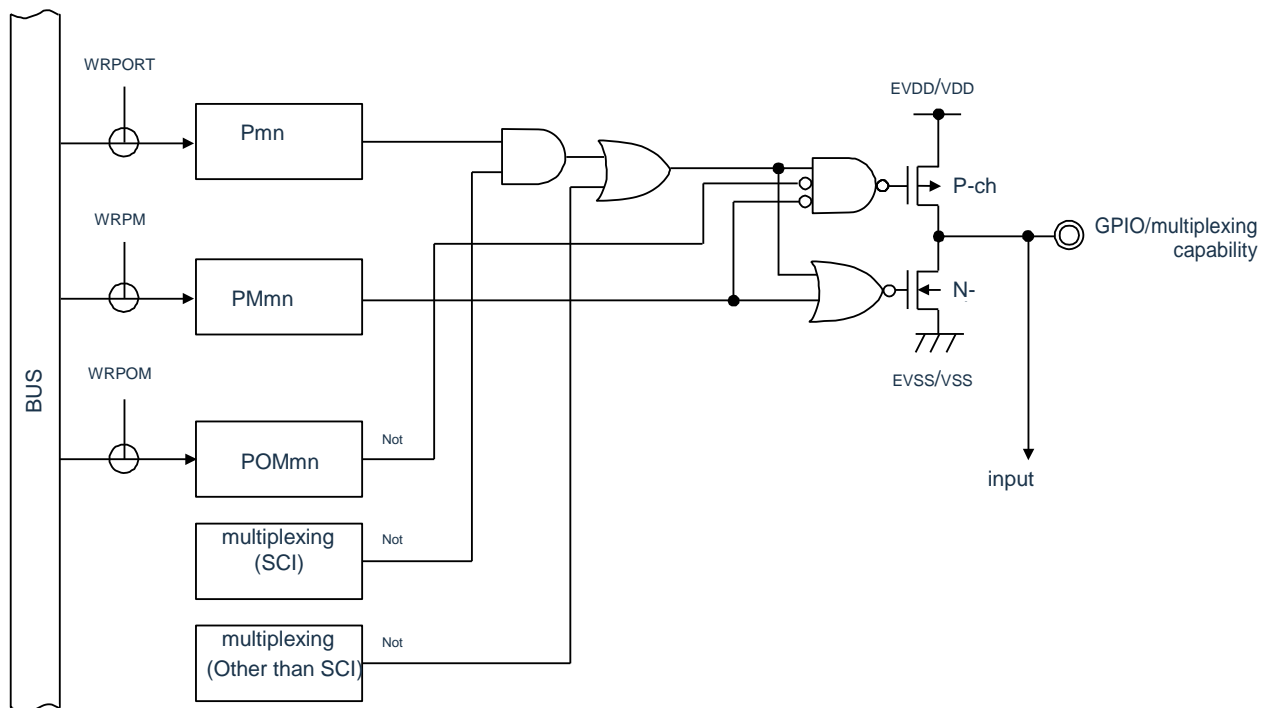 WRPORT
Pmn
EVDD/VDD
P-ch
WRPM
PMmn
GPIO/multiplexing
capability
N-
EVSS/VSS
BUS
WRPOM
POMmn
Not
input
multiplexing
(SCI)
Not
multiplexing
(Other than SCI)
Not